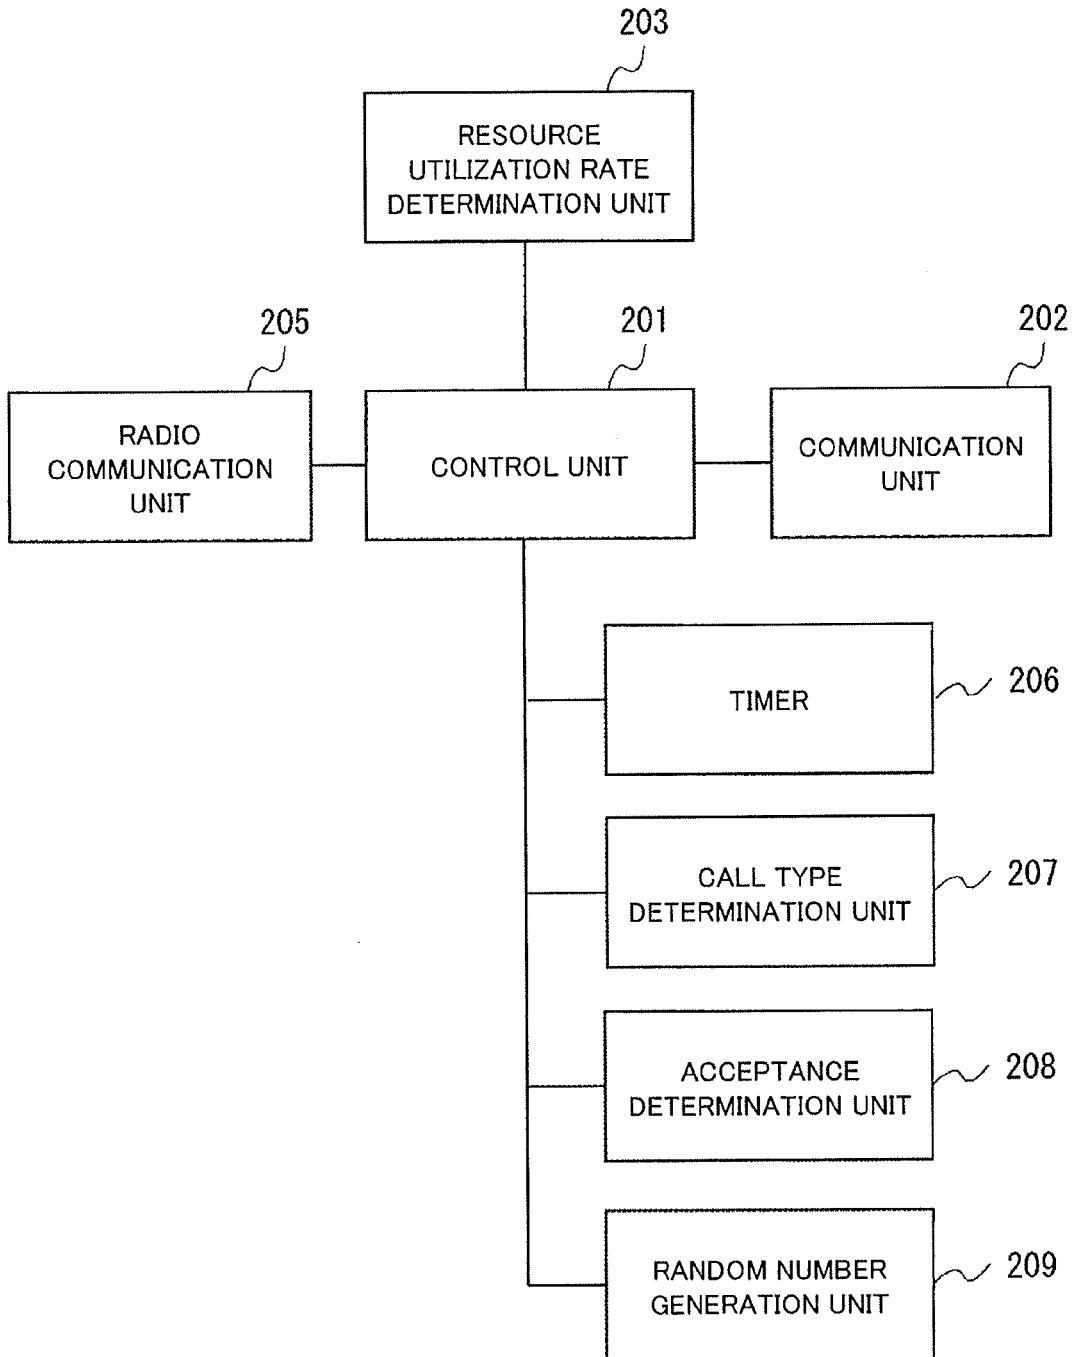 203
RESOURCE
UTILIZATION RATE
DETERMINATION UNIT
205
201
202
RADIO
COMMUNICATION
UNIT
CONTROL UNIT
COMMUNICATION
UNIT
TIMER
206
CALL TYPE
DETERMINATION UNIT
207
ACCEPTANCE
DETERMINATION UNIT
208
RANDOM NUMBER
GENERATION UNIT
209